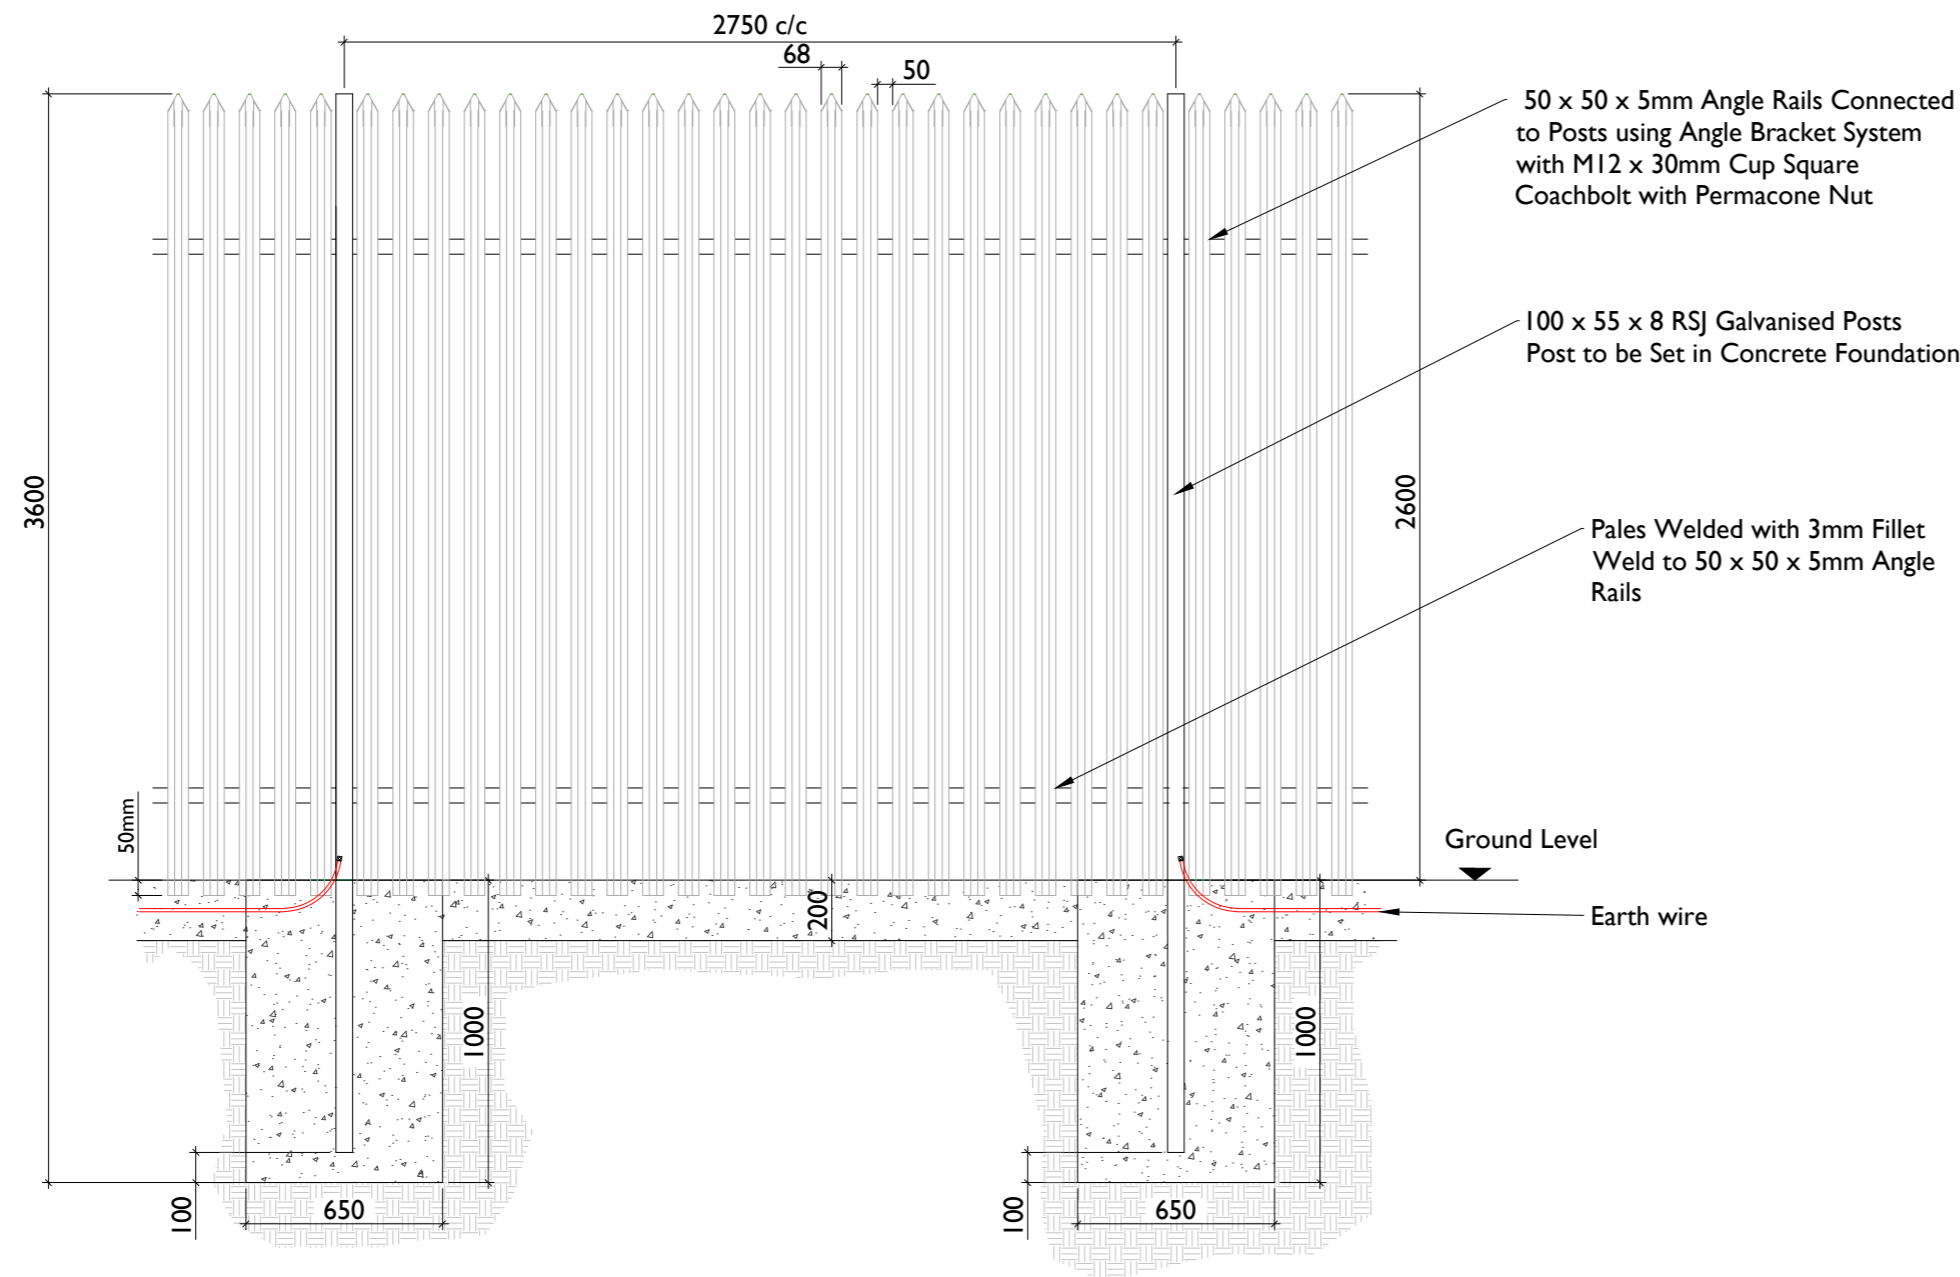 2750 c/c
68
50
50 x 50 x 5mm Angle Rails Connected
to Posts using Angle Bracket System
with M12 x 30mm Cup Square
Coachbolt with Permacone Nut
100 x 55 x 8 RSJ Galvanised Posts
Post to be Set in Concrete Foundation
3600
2600
Pales Welded with 3mm Fillet
Weld to 50 x 50 x 5mm Angle
Rails
50mm
Ground Level
200
Earth wire
1000
1000
100
650
100
650